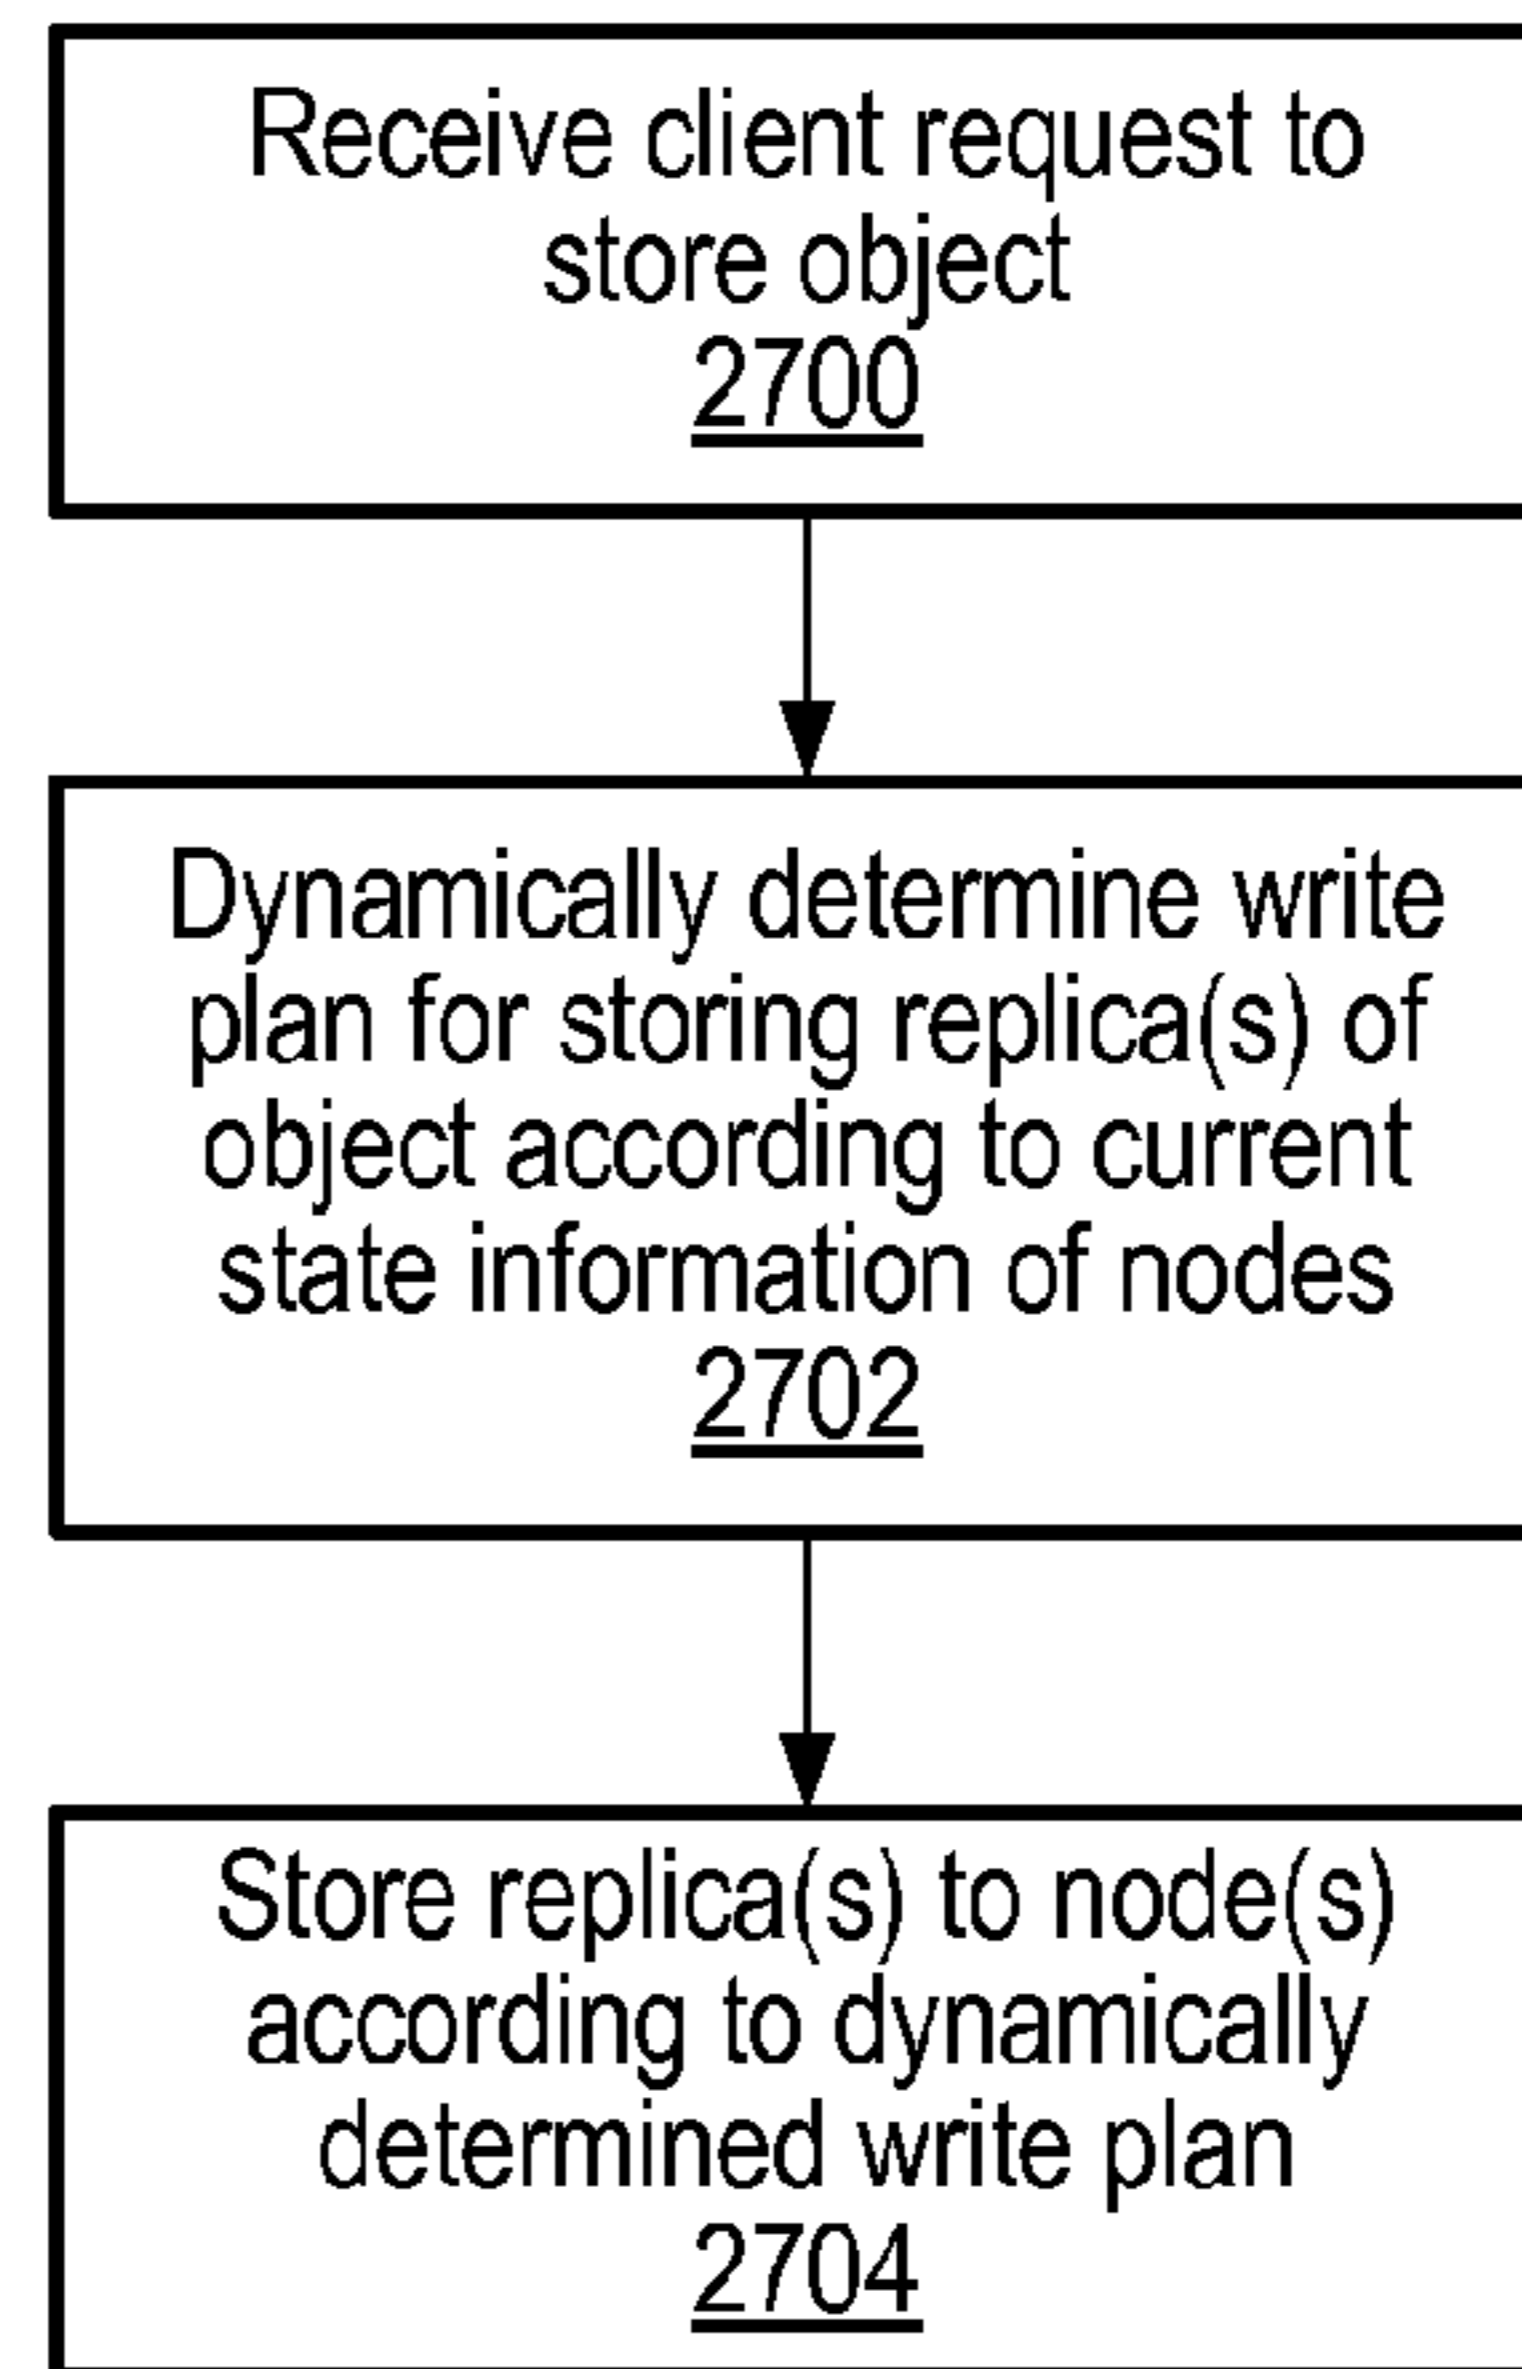 Receive client request to
store object
2700
Dynamically determine write
plan for storing replica(s) of
object according to current
state information of nodes
2702
Store replica(s) to node(s)
according to dynamically
determined write plan
2704